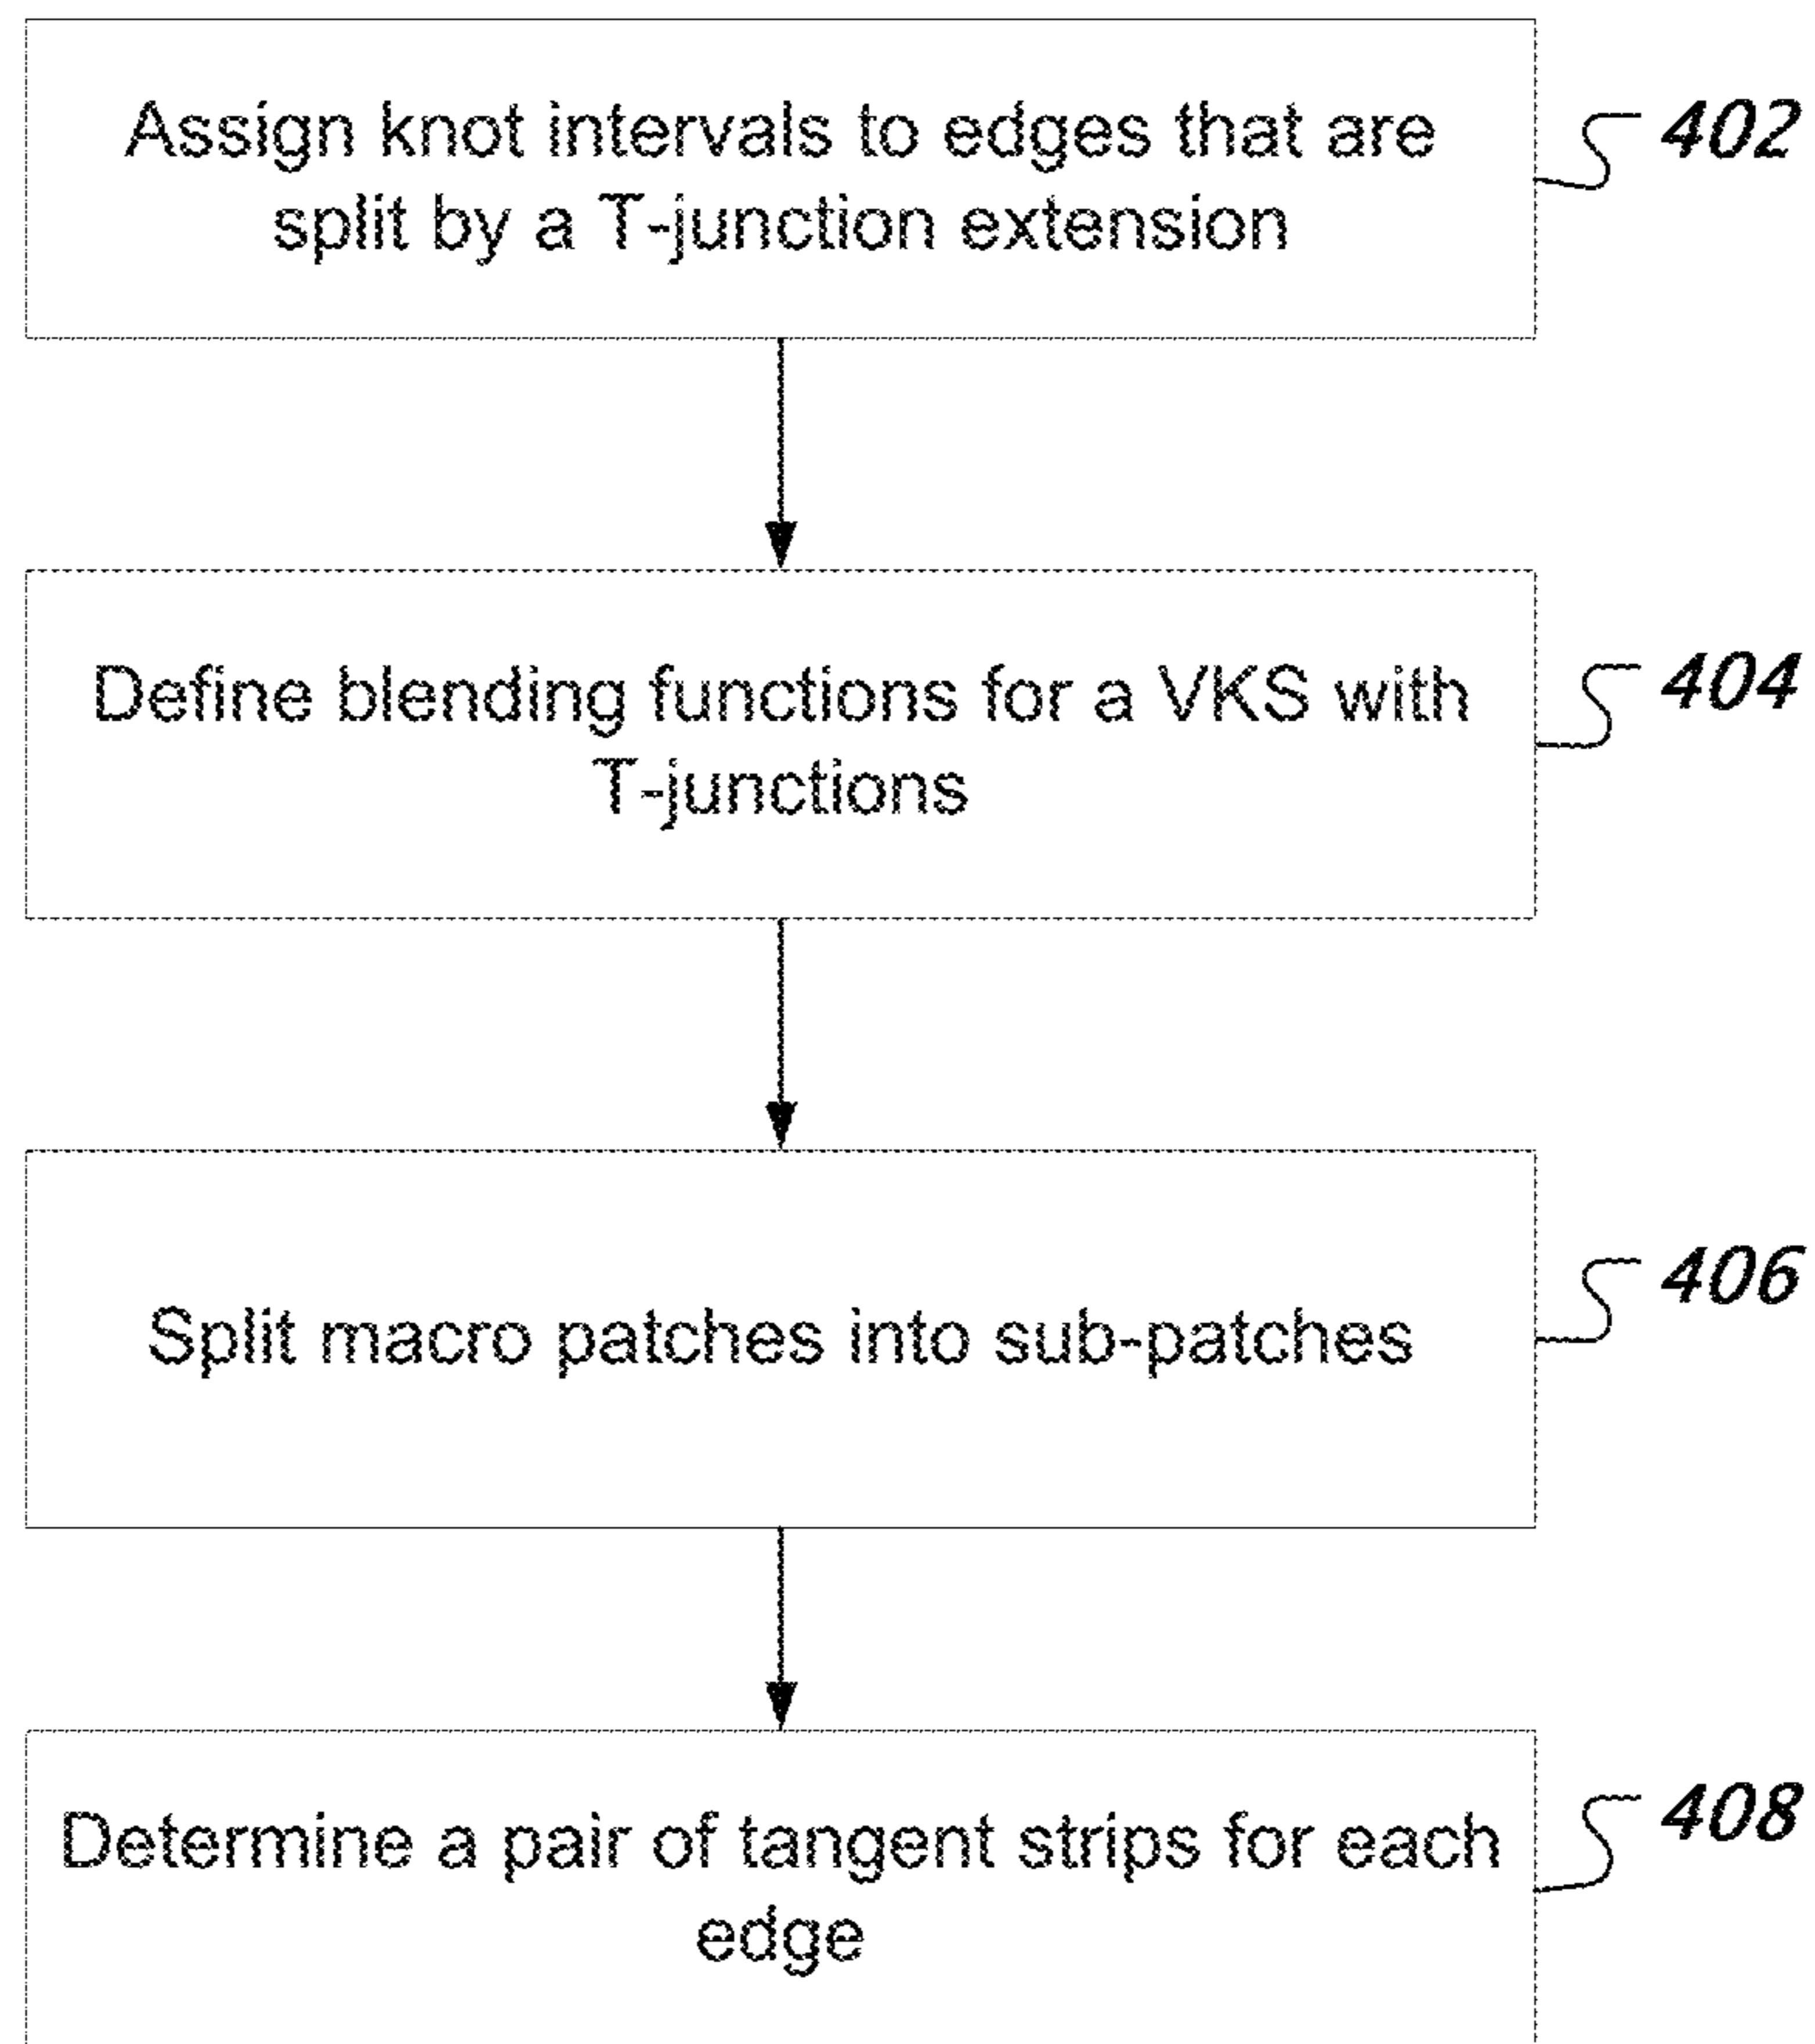 Assign knot intervals to edges that are
split by a T-junction extension
402
Define blending functions for a VKS with
T-junctions
404
Split macro patches into sub-patches
406
Determine a pair of tangent strips for each
edge
408